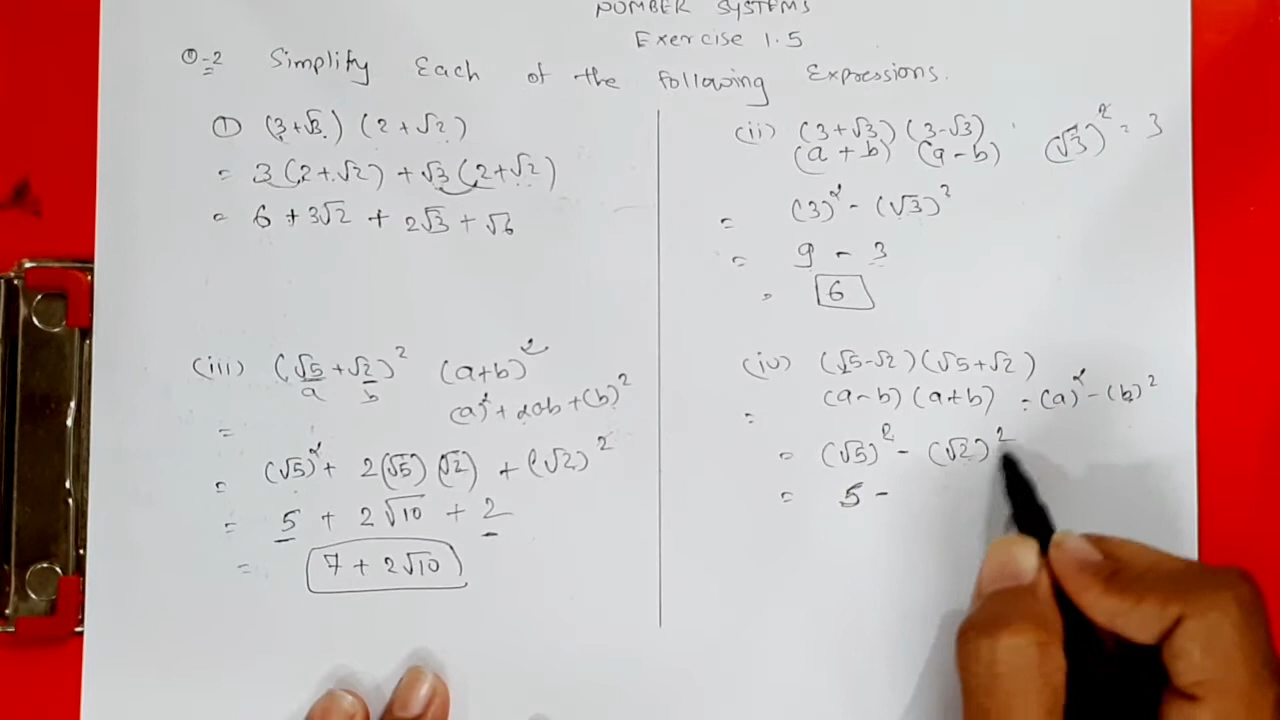 NUMBER SYSTEMS
Exercise 1.5
Q-2 Simplify Each of the following Expressions.
① (3+√3) (2+√2)
= 3(2+√2) + √3(2+√2)
= 6 + 3√2 + 2√3 + √6
(ii) (3+√3)(3-√3) (√3)² = 3
(a+b) (a-b)
= (3)² - (√3)²
= 9 - 3
= 6
(iii) (√5+√2)² (a+b)²
a b (a)² + 2ab + (b)²
=
= (√5)² + 2(√5)(√2) + (√2)²
= 5 + 2√10 + 2
= 7 + 2√10
(iv) (√5-√2)(√5+√2)
(a-b)(a+b) = (a)² - (b)²
=
= (√5)² - (√2)²
= 5 -